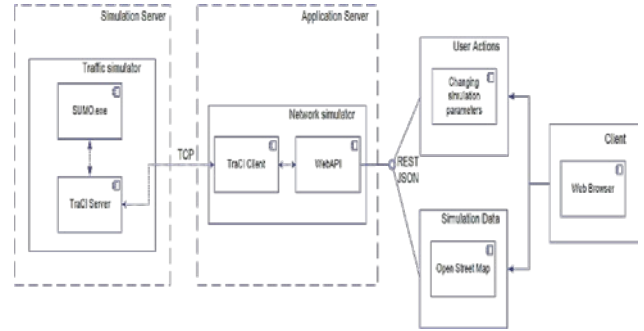 Simulation Server
Traffic simulator
SUMO.exe
TraCI Server
TCP
Application Server
Network simulator
TraCI Client
WebAPI
REST
JSON
User Actions
Changing
simulation
parameters
Simulation Data
Open Street Map
Client
Web Browser